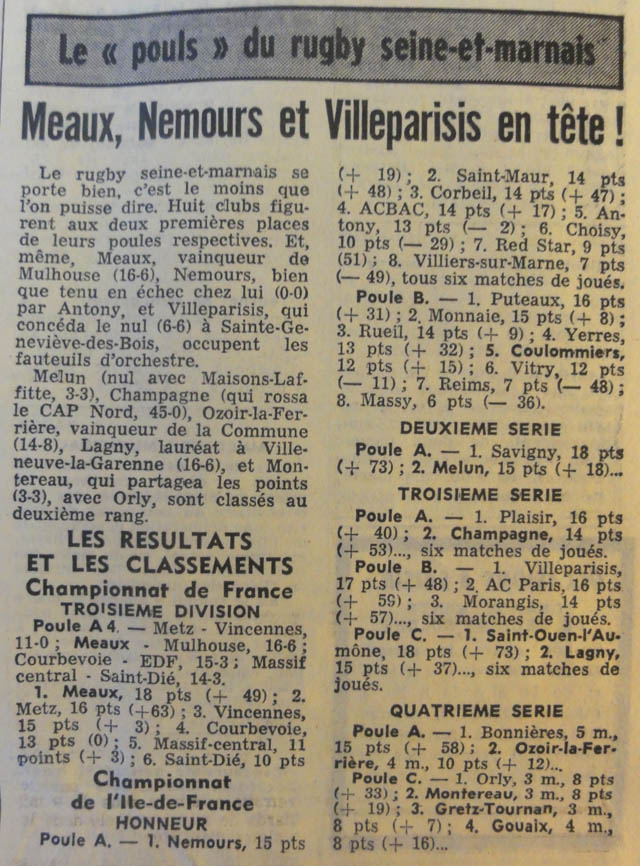 Le « pouls » du rugby seine-et-marnais
Meaux, Nemours et Villeparisis en tête !
Le rugby seine-et-marnais se
porte bien, c'est le moins que
l'on puisse dire. Huit clubs figu-
rent aux deux premières places
de leurs poules respectives. Et,
même, Meaux, vainqueur de
Mulhouse (16-6), Nemours, bien
que tenu en échec chez lui (0-0)
par Antony, et Villeparisis, qui
concéda le nul (6-6) à Sainte-Ge-
neviève-des-Bois, occupent les
fauteuils d'orchestre.
Melun (nul avec Maisons-Laf-
fitte, 3-3), Champagne (qui rossa
le CAP Nord, 45-0), Ozoir-la-Fer-
rière, vainqueur de la Commune
(14-8), Lagny, lauréat à Ville-
neuve-la-Garenne (16-6), et Mon-
tereau, qui partagea les points
(3-3), avec Orly, sont classés au
deuxième rang.
LES RESULTATS
ET LES CLASSEMENTS
Championnat de France
TROISIEME DIVISION
Poule A 4. — Metz - Vincennes,
11-0 ; Meaux - Mulhouse, 16-6 ;
Courbevoie - EDF, 15-3 ; Massif
central - Saint-Dié, 14-3.
1. Meaux, 18 pts (+ 49) ; 2.
Metz, 16 pts (+63) ; 3. Vincennes,
15 pts (+ 3) ; 4. Courbevoie,
13 pts (0) ; 5. Massif-central, 11
points (+ 3) ; 6. Saint-Dié, 10 pts
Championnat
de l'Ile-de-France
HONNEUR
Poule A. — 1. Nemours, 15 pts
(+ 19) ; 2. Saint-Maur, 14 pts
(+ 48) ; 3. Corbeil, 14 pts (+ 47) ;
4. ACBAC, 14 pts (+ 17) ; 5. An-
tony, 13 pts (— 2) ; 6. Choisy,
10 pts (— 29) ; 7. Red Star, 9 pts
(51) ; 8. Villiers-sur-Marne, 7 pts
(— 49), tous six matches de joués.
Poule B. — 1. Puteaux, 16 pts
(+ 31) ; 2. Monnaie, 15 pts (+ 8) ;
3. Rueil, 14 pts (+ 9) ; 4. Yerres,
13 pts (+ 32) ; 5. Coulommiers,
12 pts (+ 15) ; 6. Vitry, 12 pts
(— 11) ; 7. Reims, 7 pts (— 48) ;
8. Massy, 6 pts (— 36).
DEUXIEME SERIE
Poule A. — 1. Savigny, 18 pts
(+ 73) ; 2. Melun, 15 pts (+ 18)...
TROISIEME SERIE
Poule A. — 1. Plaisir, 16 pts
(+ 40) ; 2. Champagne, 14 pts
(+ 53)..., six matches de joués.
Poule B. — 1. Villeparisis,
17 pts (+ 48) ; 2. AC Paris, 16 pts
(+ 59) ; 3. Morangis, 14 pts
(+ 57)..., six matches de joués.
Poule C. — 1. Saint-Ouen-l'Au-
mône, 18 pts (+ 73) ; 2. Lagny,
15 pts (+ 37)..., six matches de
joués.
QUATRIEME SERIE
Poule A. — 1. Bonnières, 5 m.,
15 pts (+ 58) ; 2. Ozoir-la-Fer-
rière, 4 m., 10 pts (+ 12)...
Poule C. — 1. Orly, 3 m., 8 pts
(+ 33) ; 2. Montereau, 3 m., 8 pts
(+ 19) ; 3. Gretz-Tournan, 3 m.,
8 pts (+ 7) ; 4. Gouaix, 4 m.,
8 pts (+ 16)...